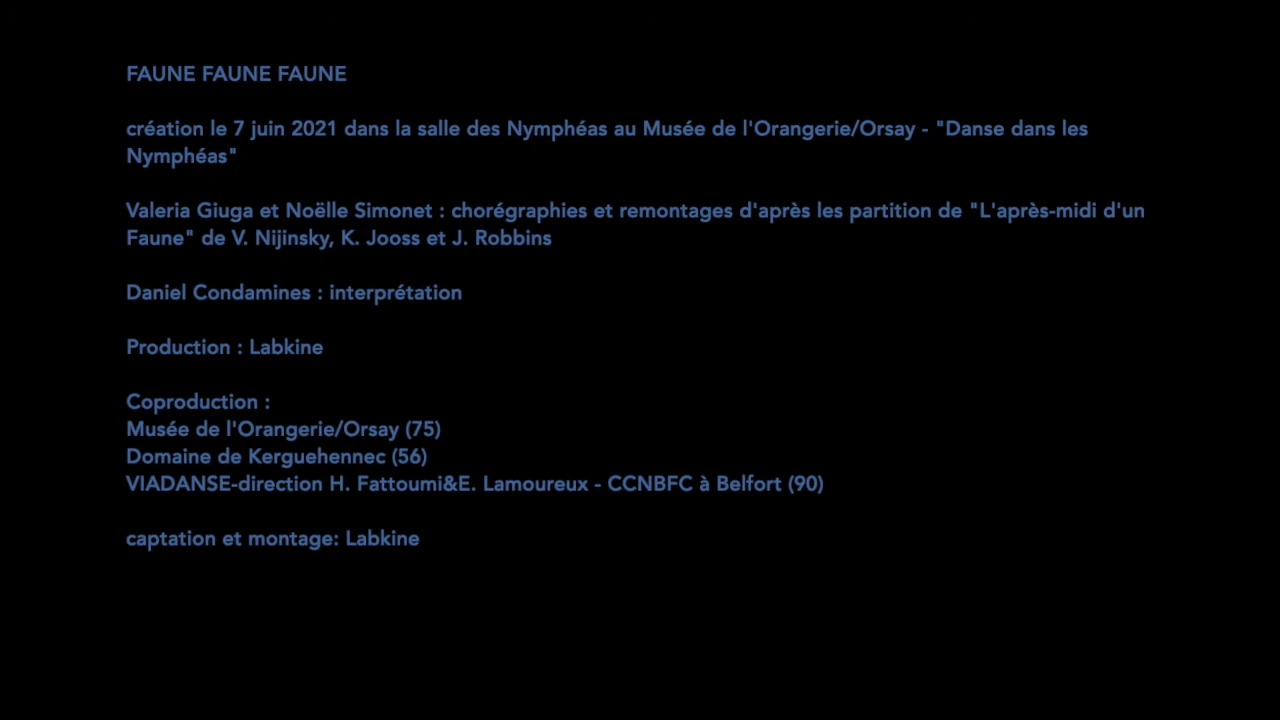 FAUNE FAUNE FAUNE
création le 7 juin 2021 dans la salle des Nymphéas au Musée de l'Orangerie/Orsay - "Danse dans les
Nymphéas"
Valeria Giuga et Noëlle Simonet : chorégraphies et remontages d'après les partition de "L'après-midi d'un
Faune" de V. Nijinsky, K. Jooss et J. Robbins
Daniel Condamines : interprétation
Production : Labkine
Coproduction :
Musée de l'Orangerie/Orsay (75)
Domaine de Kerguehennec (56)
VIADANSE-direction H. Fattoumi&E. Lamoureux - CCNBFC à Belfort (90)
captation et montage: Labkine